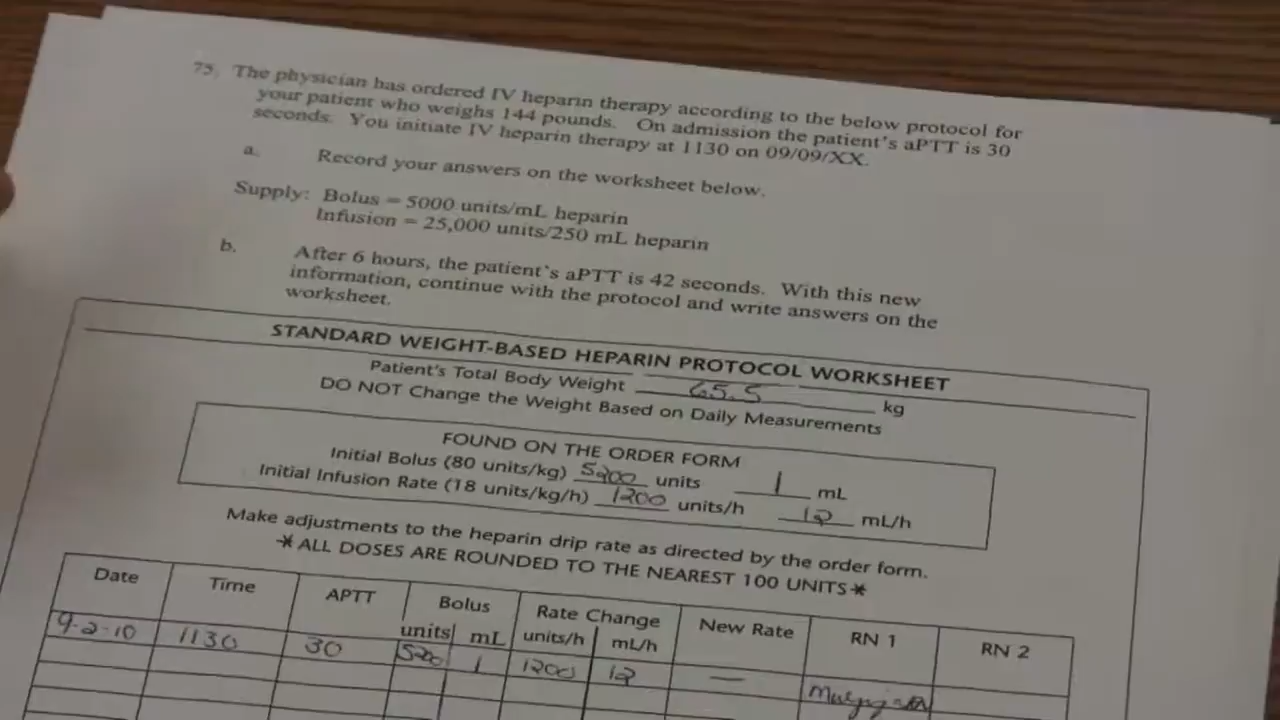 75. The physician has ordered IV heparin therapy according to the below protocol for
your patient who weighs 144 pounds. On admission the patient's aPTT is 30
seconds. You initiate IV heparin therapy at 1130 on 09/09/XX.
a. Record your answers on the worksheet below.
Supply: Bolus = 5000 units/mL heparin
Infusion = 25,000 units/250 mL heparin
b. After 6 hours, the patient's aPTT is 42 seconds. With this new
information, continue with the protocol and write answers on the
worksheet.
STANDARD WEIGHT-BASED HEPARIN PROTOCOL WORKSHEET
Patient's Total Body Weight 65.5 kg
DO NOT Change the Weight Based on Daily Measurements
FOUND ON THE ORDER FORM
Initial Bolus (80 units/kg) 5200 units 1 mL
Initial Infusion Rate (18 units/kg/h) 1200 units/h 12 mL/h
Make adjustments to the heparin drip rate as directed by the order form.
*ALL DOSES ARE ROUNDED TO THE NEAREST 100 UNITS*
Date Time APTT Bolus Rate Change New Rate RN 1 RN 2
units mL units/h mL/h
9-2-10 1130 30 5200 1 1200 12 —